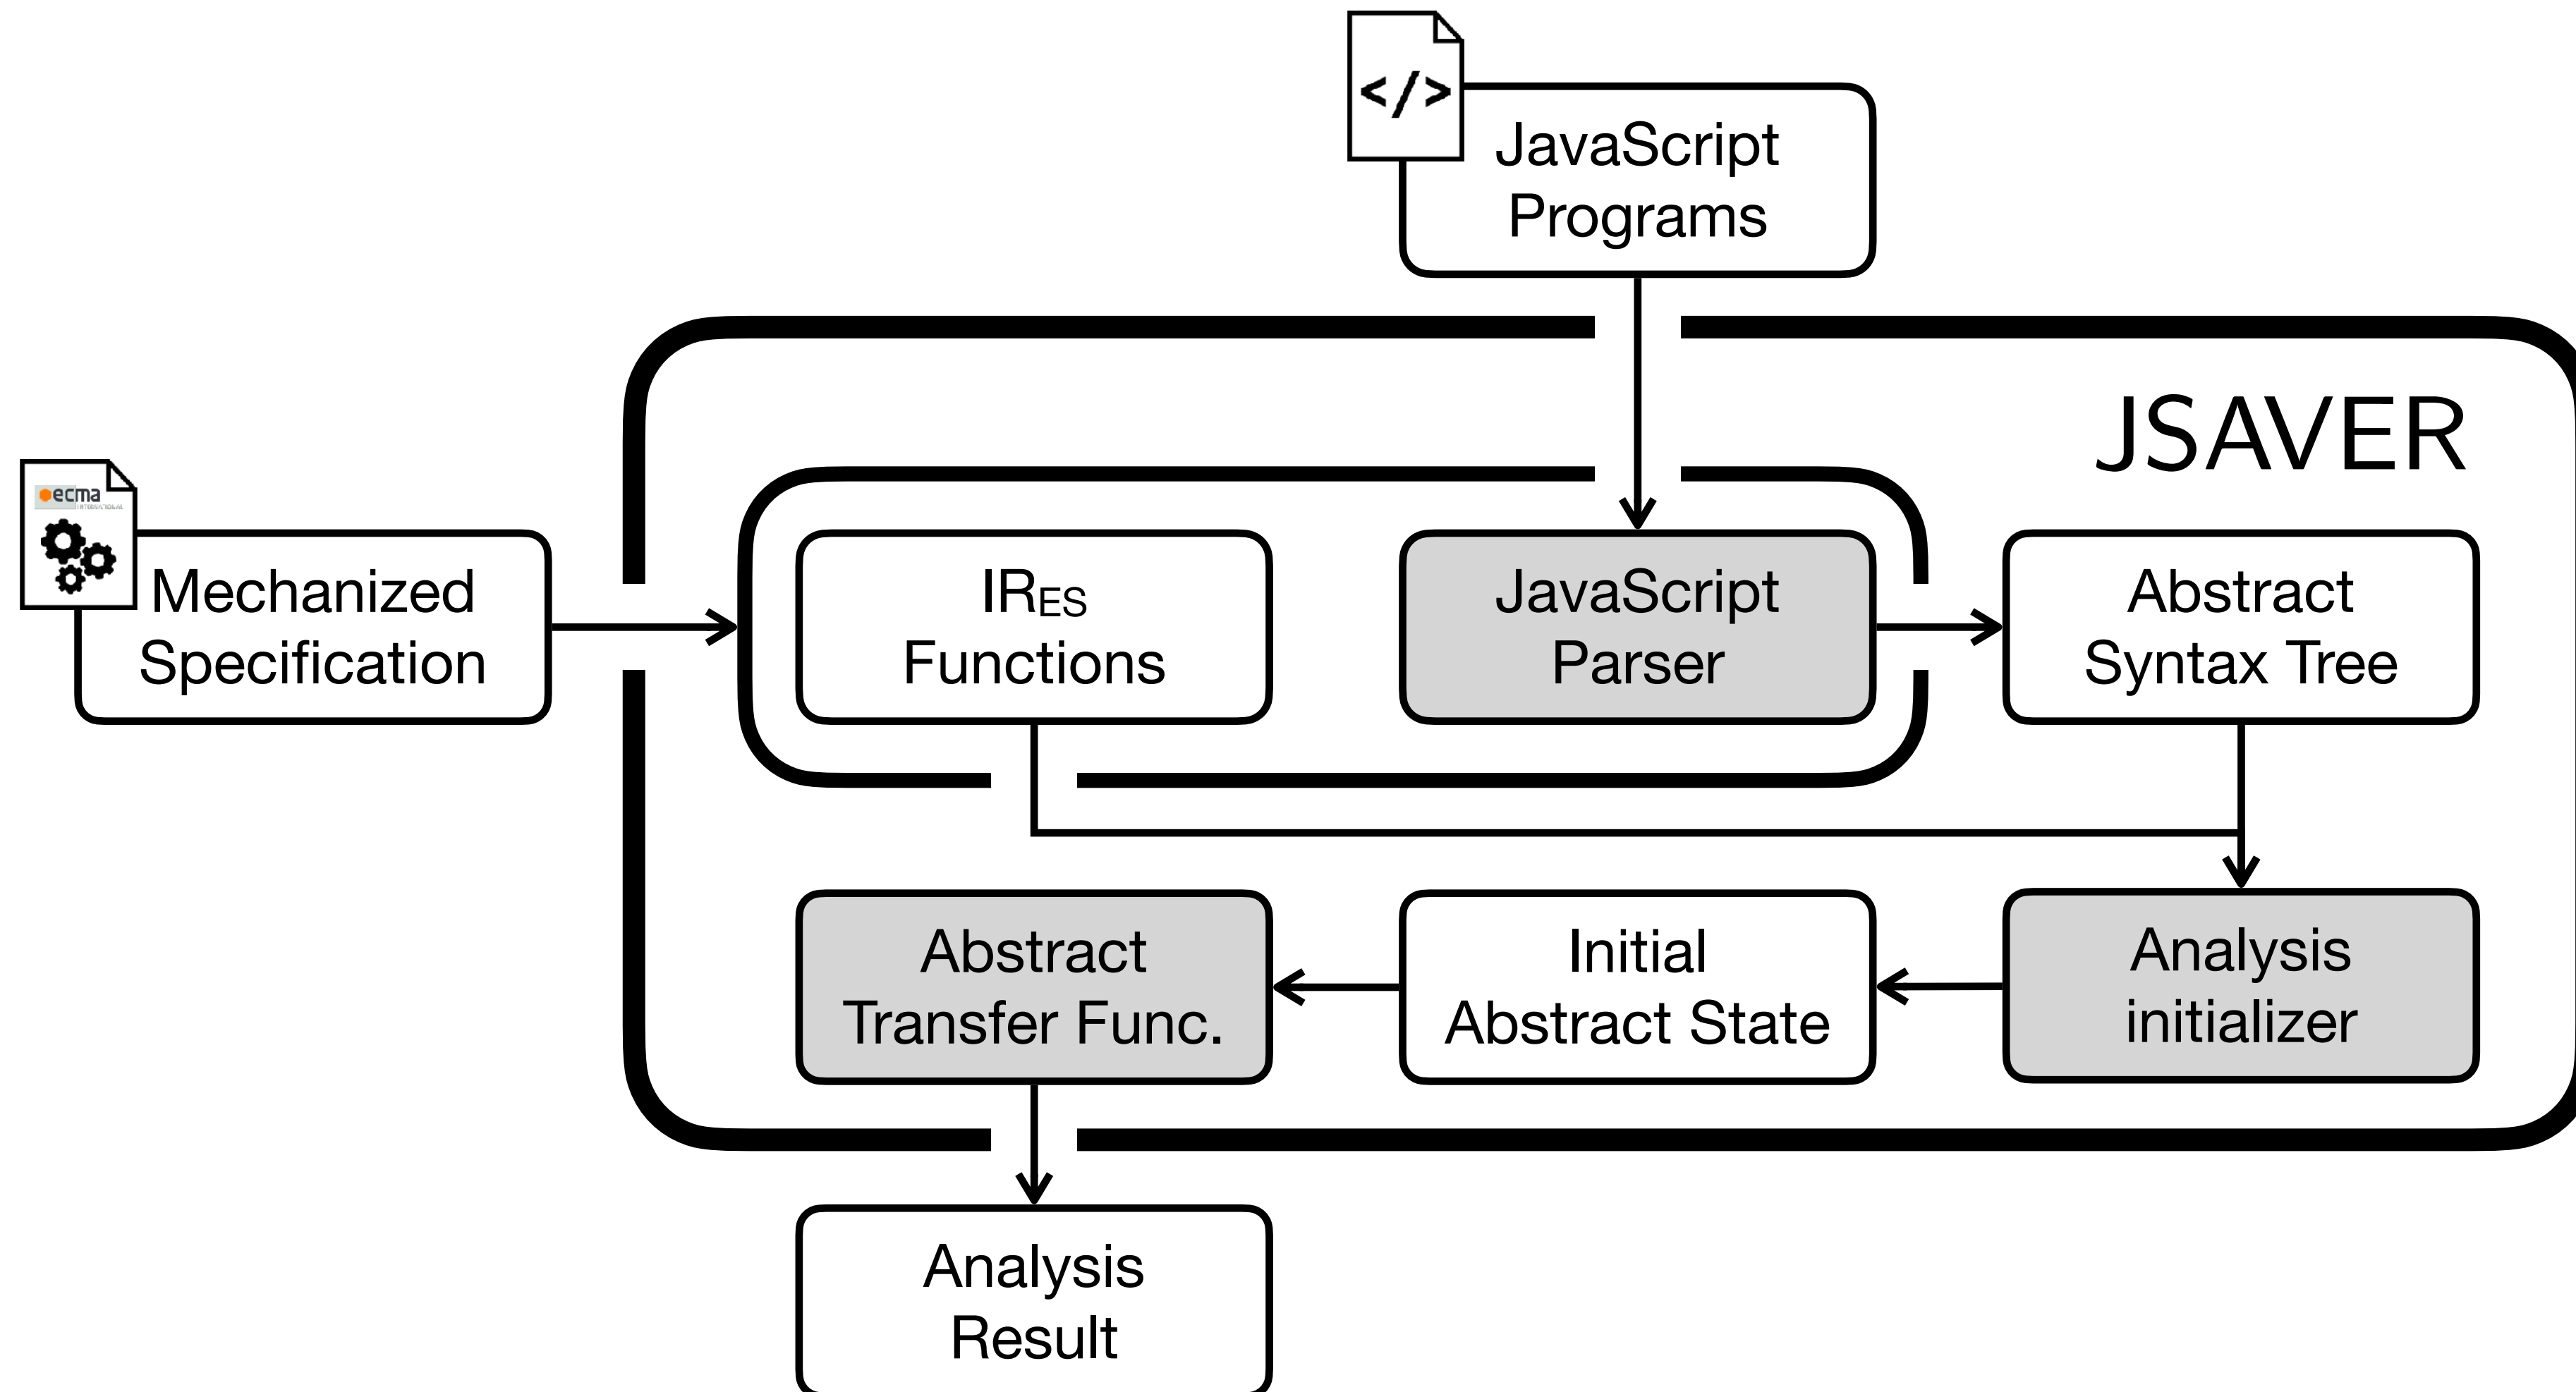 </>
JavaScript
Programs
JSAVER
ecma
INTERNATIONAL
Mechanized
Specification
IRES
Functions
JavaScript
Parser
Abstract
Syntax Tree
Abstract
Transfer Func.
Initial
Abstract State
Analysis
initializer
Analysis
Result